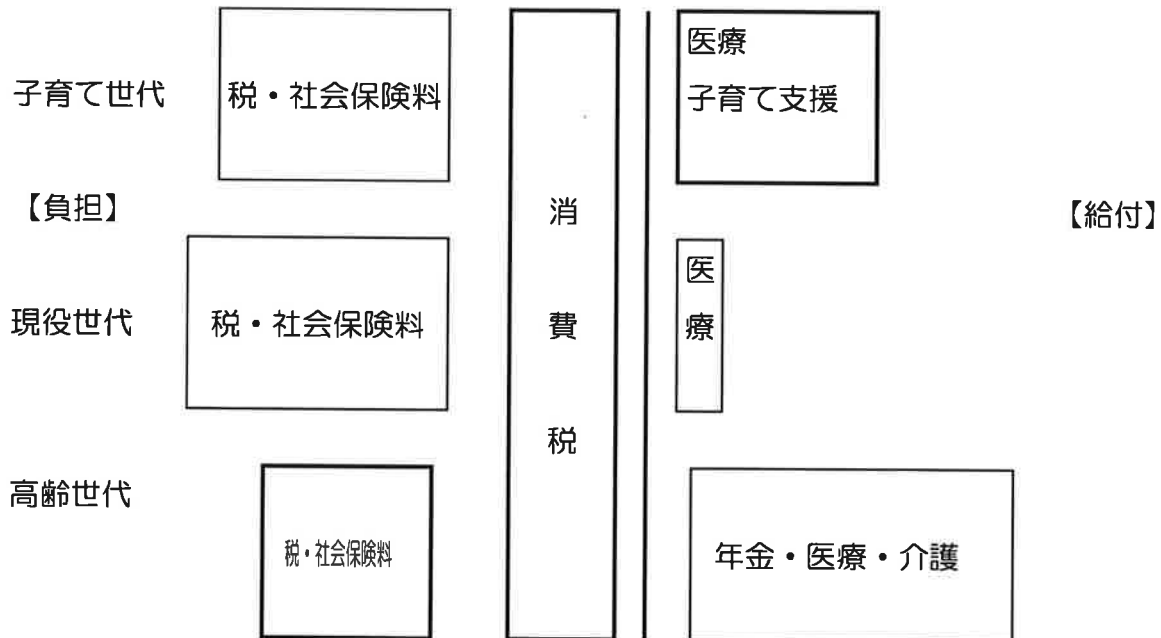 子育て世代
税・社会保険料
医療
子育て支援
【負担】
消費税
【給付】
現役世代
税・社会保険料
医療
高齢世代
税・社会保険料
年金・医療・介護